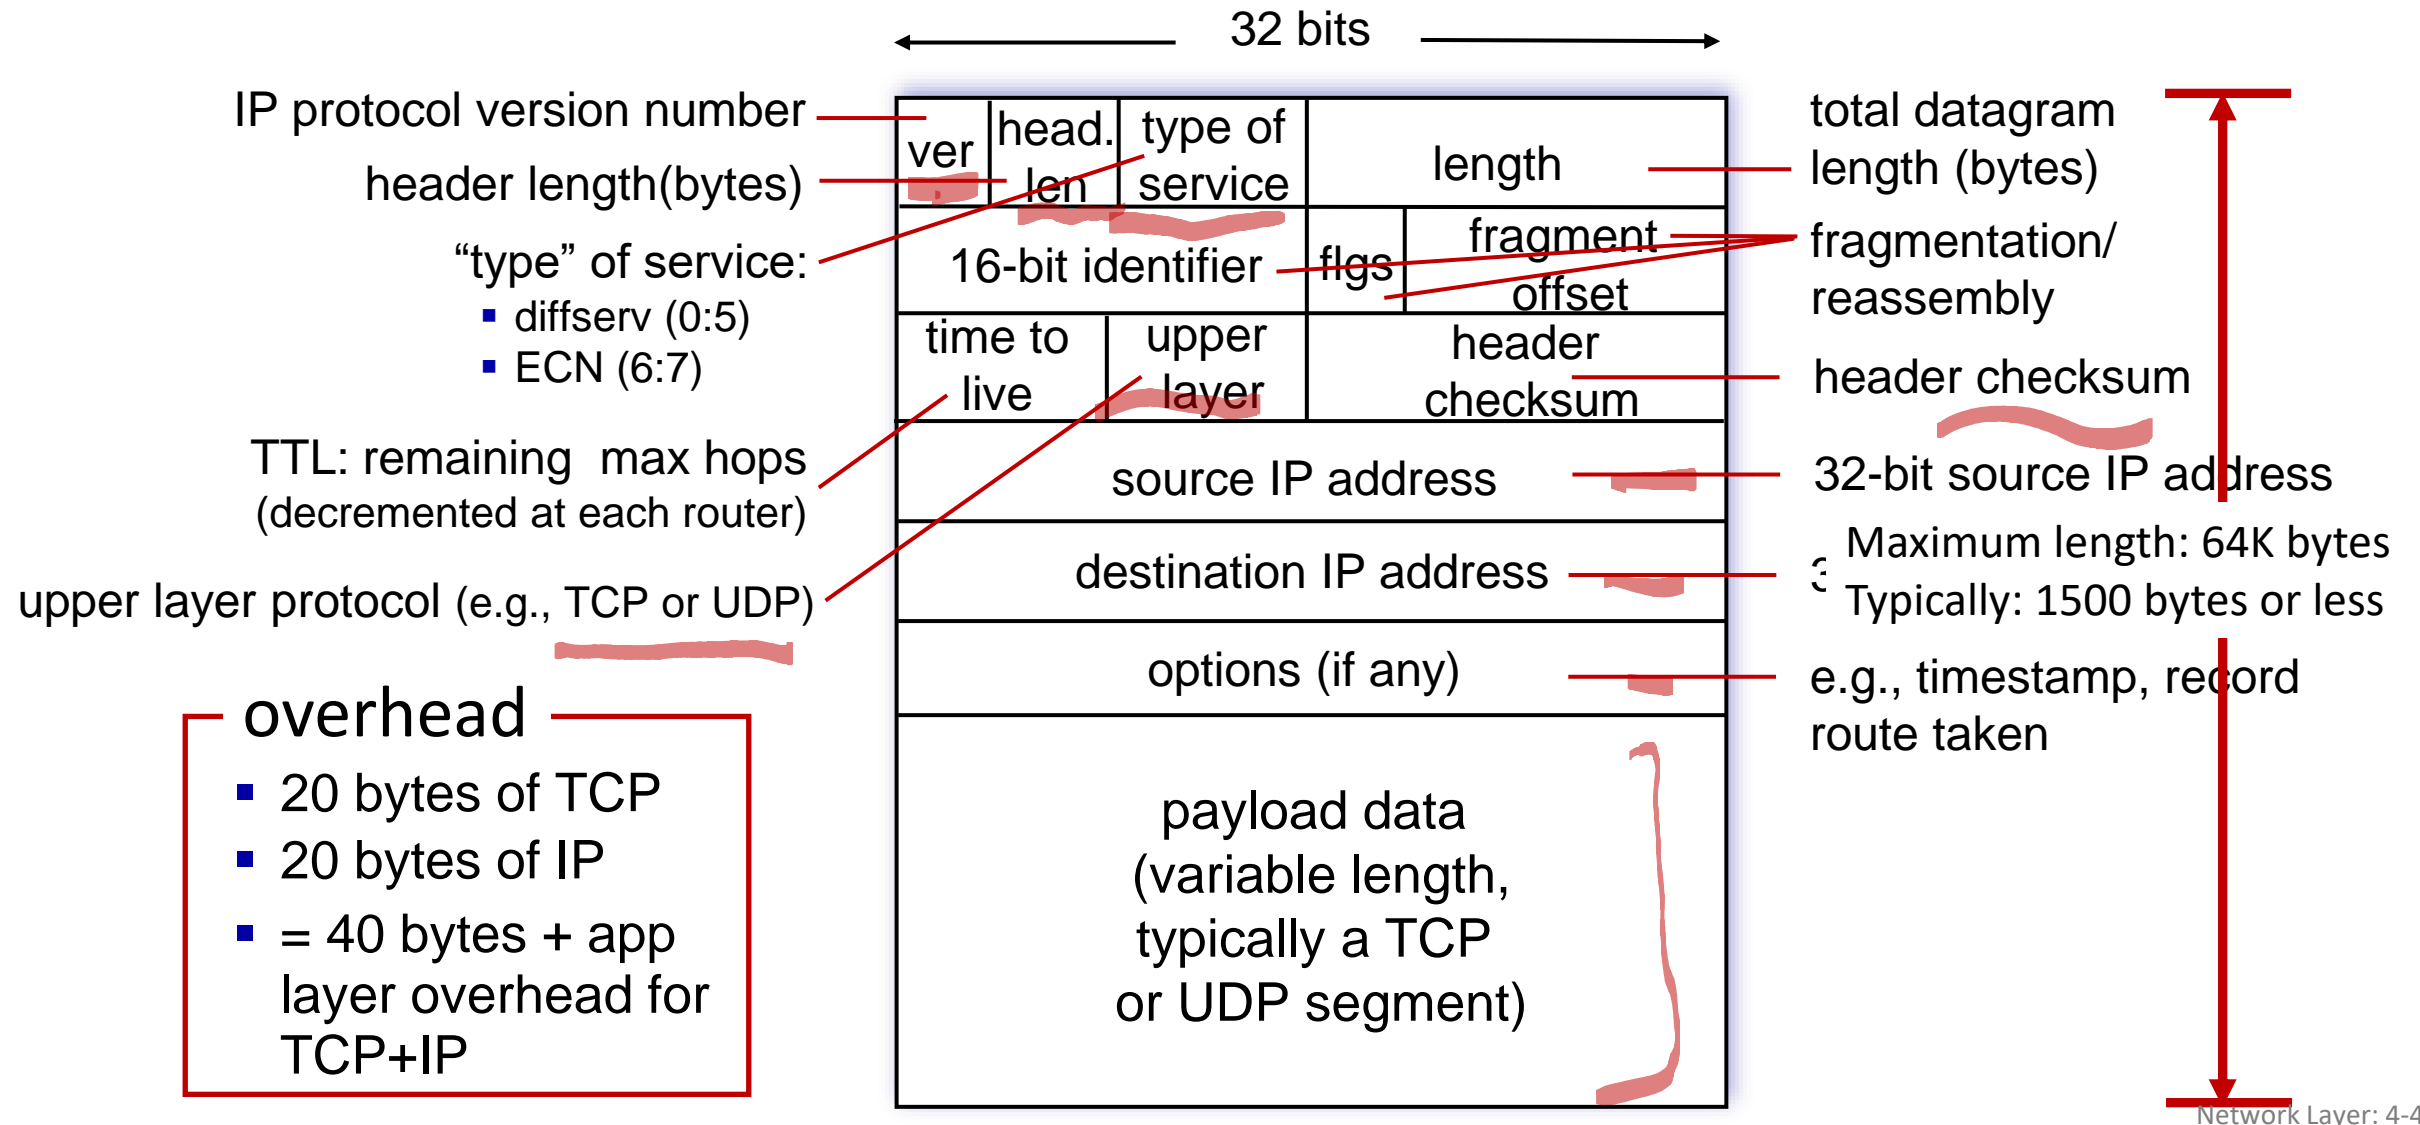 32 bits
IP protocol version number
header length(bytes)
“type” of service:
▪ diffserv (0:5)
▪ ECN (6:7)
TTL: remaining max hops
(decremented at each router)
upper layer protocol (e.g., TCP or UDP)
overhead
▪ 20 bytes of TCP
▪ 20 bytes of IP
▪ = 40 bytes + app
layer overhead for
TCP+IP
ver
head.
len
type of
service
length
16-bit identifier
flgs
fragment
offset
time to
live
upper
layer
header
checksum
source IP address
destination IP address
options (if any)
payload data
(variable length,
typically a TCP
or UDP segment)
total datagram
length (bytes)
fragmentation/
reassembly
header checksum
32-bit source IP address
Maximum length: 64K bytes
Typically: 1500 bytes or less
e.g., timestamp, record
route taken
Network Layer: 4-4